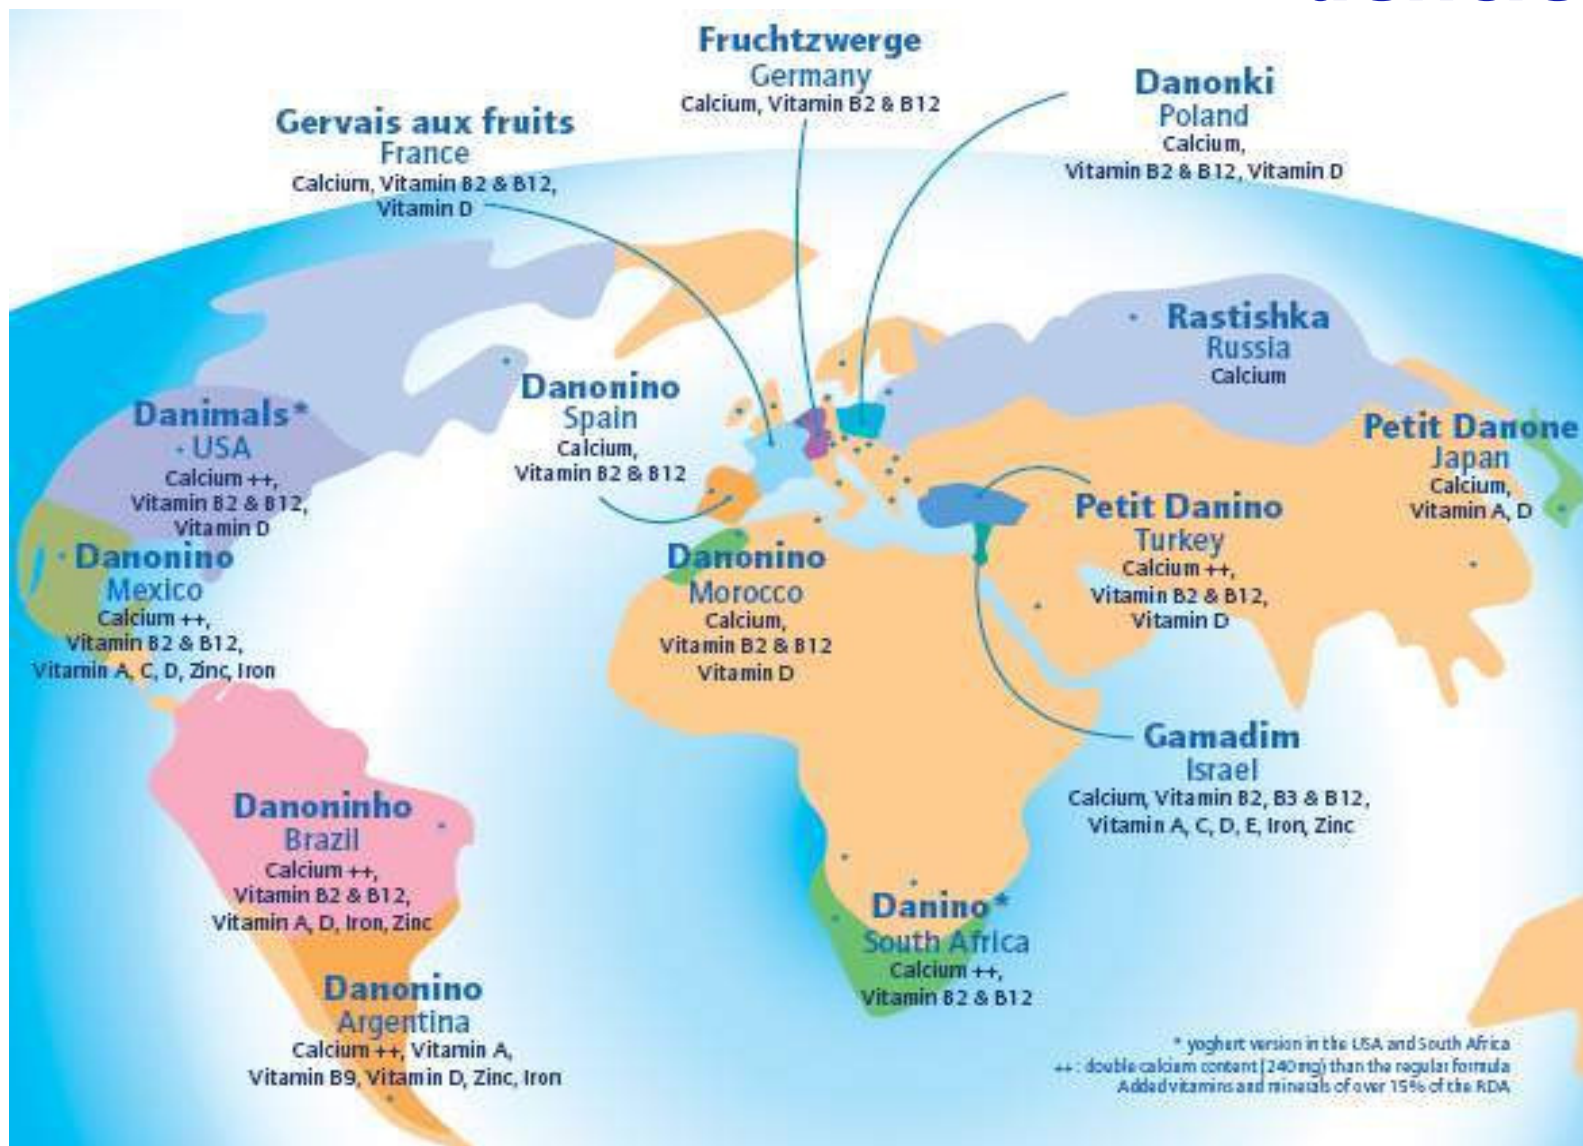 Fruchtzwerge
Germany
Calcium, Vitamin B2 & B12
Danonki
Poland
Calcium,
Vitamin B2 & B12, Vitamin D
Gervais aux fruits
France
Calcium, Vitamin B2 & B12,
Vitamin D
Rastishka
Russia
Calcium
Danonino
Spain
Calcium,
Vitamin B2 & B12
Danimals*
USA
Calcium ++,
Vitamin B2 & B12,
Vitamin D
Petit Danone
Japan
Calcium,
Vitamin A, D
Petit Danino
Turkey
Calcium ++,
Vitamin B2 & B12,
Vitamin D
Danonino
Mexico
Calcium ++,
Vitamin B2 & B12,
Vitamin A, C, D, Zinc, Iron
Danonino
Morocco
Calcium,
Vitamin B2 & B12
Vitamin D
Gamadim
Israel
Calcium, Vitamin B2, B3 & B12,
Vitamin A, C, D, E, Iron, Zinc
Danoninho
Brazil
Calcium ++,
Vitamin B2 & B12,
Vitamin A, D, Iron, Zinc
Danino*
South Africa
Calcium ++,
Vitamin B2 & B12
Danonino
Argentina
Calcium ++, Vitamin A,
Vitamin B9, Vitamin D, Zinc, Iron
* yoghert version in the USA and South Africa
++ : double calcium content (240mg) than the regular formula
Added vitamins and minerals of over 15% of the RDA